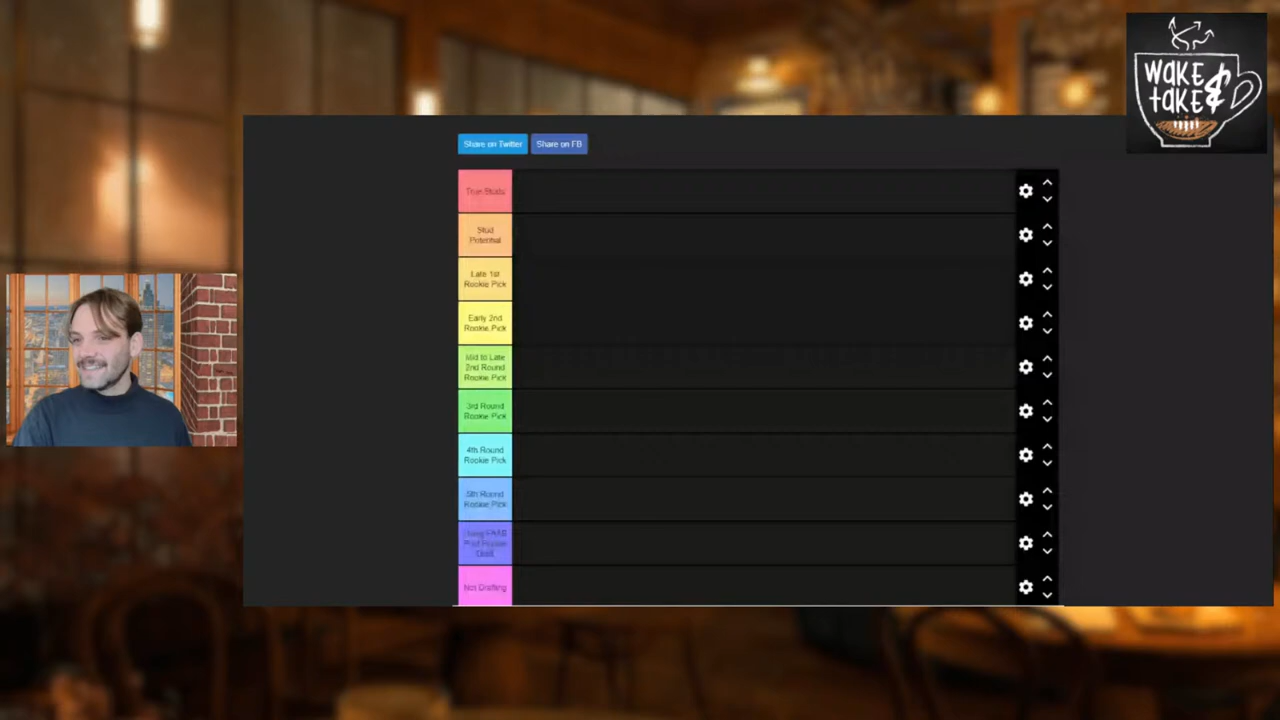 WAKE &
TAKE
Share on Twitter
Share on FB
True Studs
Stud
Potential
Late 1st
Rookie Pick
Early 2nd
Rookie Pick
Mid to Late
2nd Round
Rookie Pick
3rd Round
Rookie Pick
4th Round
Rookie Pick
5th Round
Rookie Pick
Draft
Not Drafting